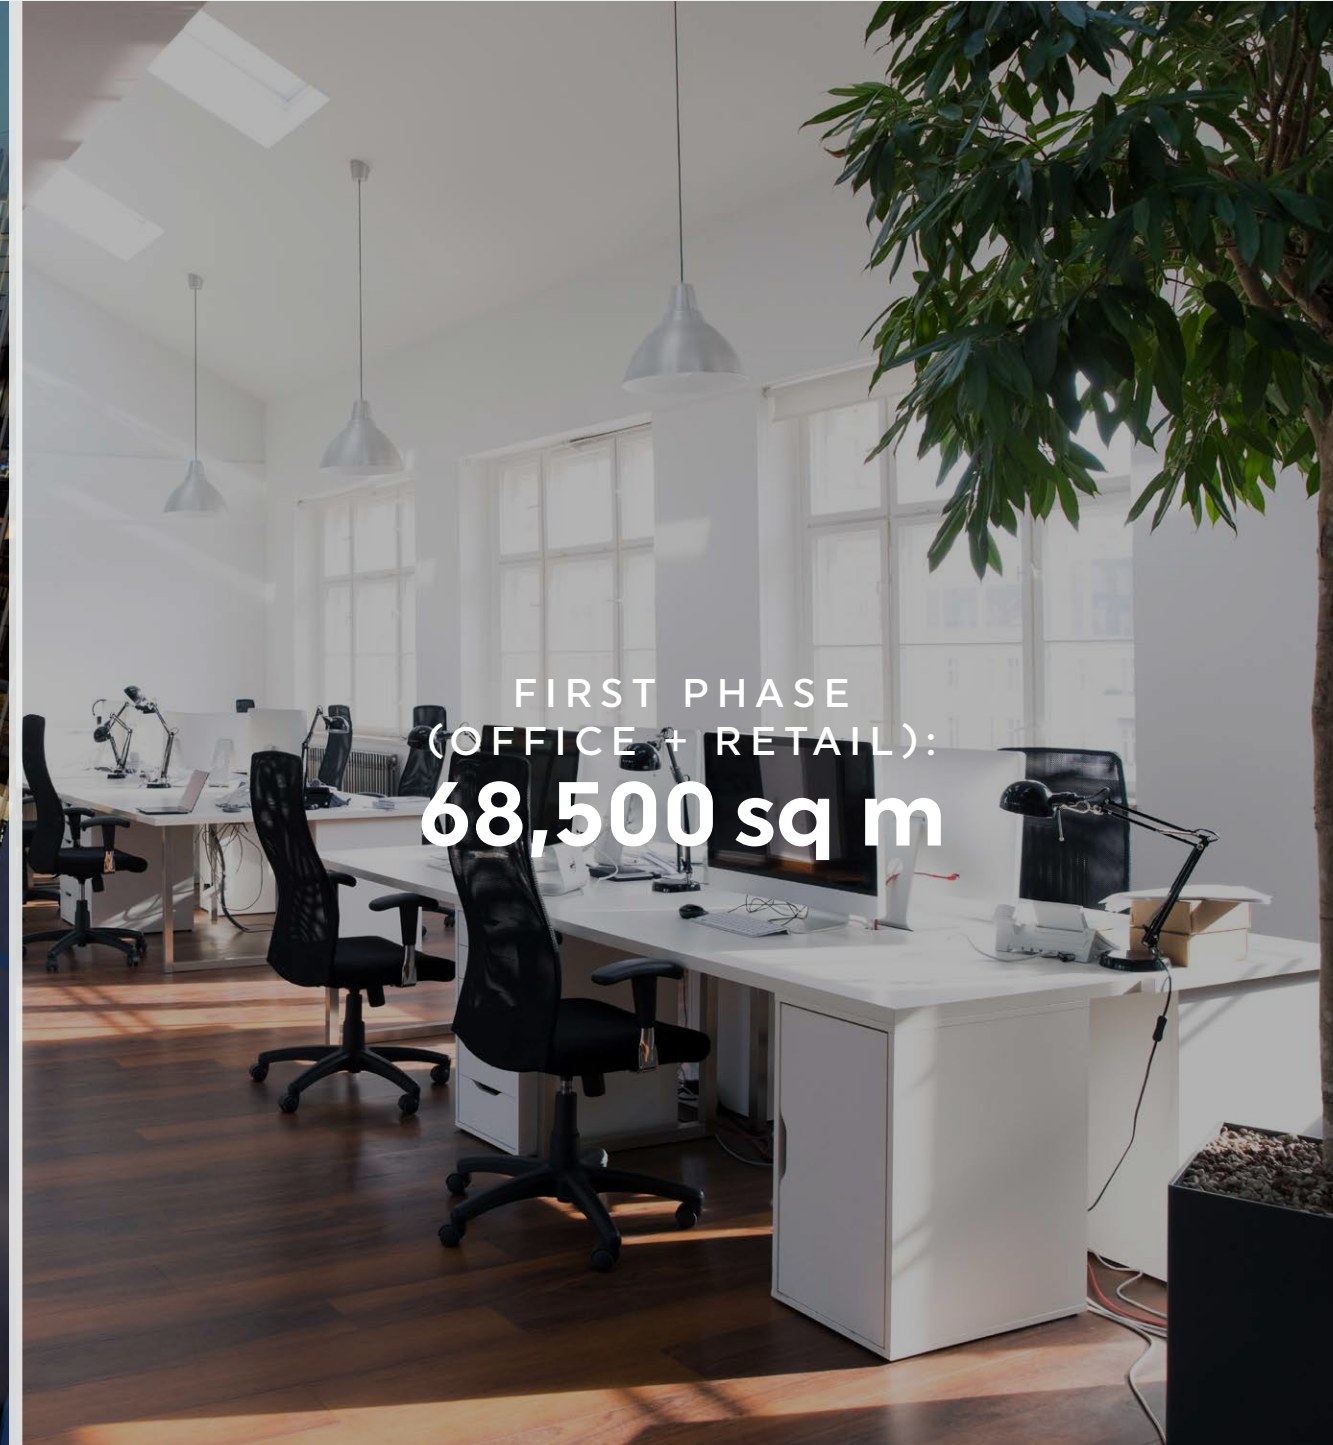 FIRST PHASE
(OFFICE + RETAIL):
68,500 sq m